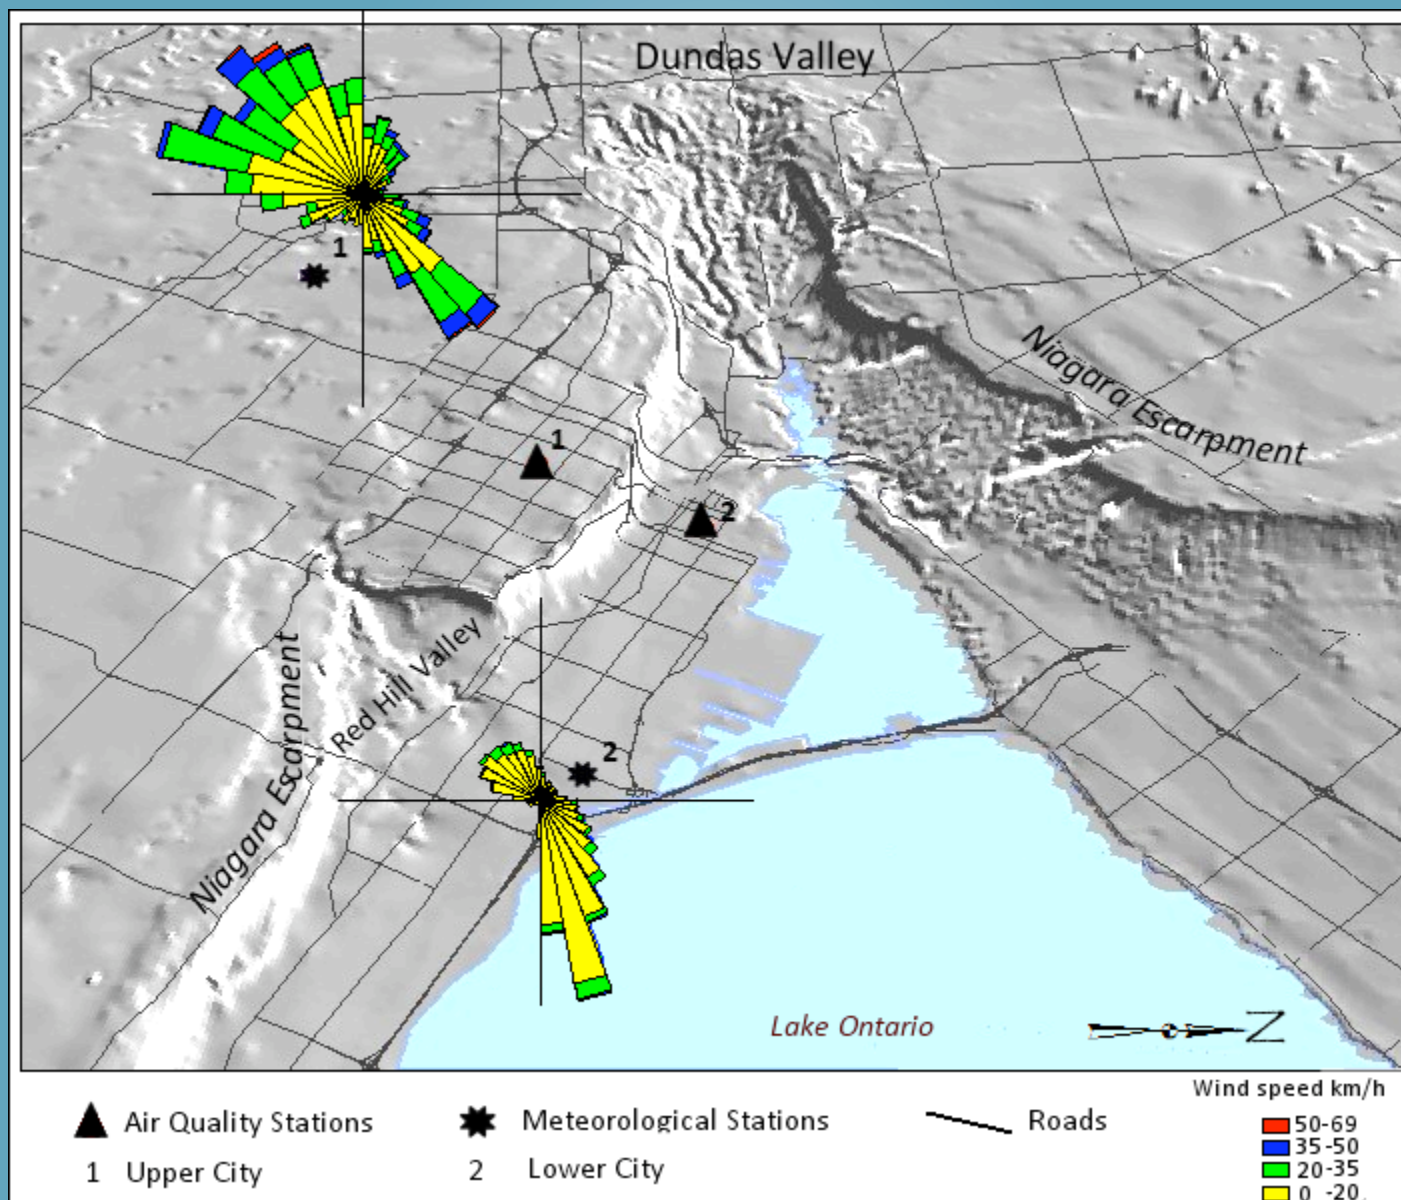 Dundas Valley
1
Niagara Escarpment
1
2
Red Hill Valley
Niagara Escarpment
2
Lake Ontario
N
Wind speed km/h
Air Quality Stations
Meteorological Stations
Roads
50-69
35-50
1 Upper City
2 Lower City
20-35
0 -20